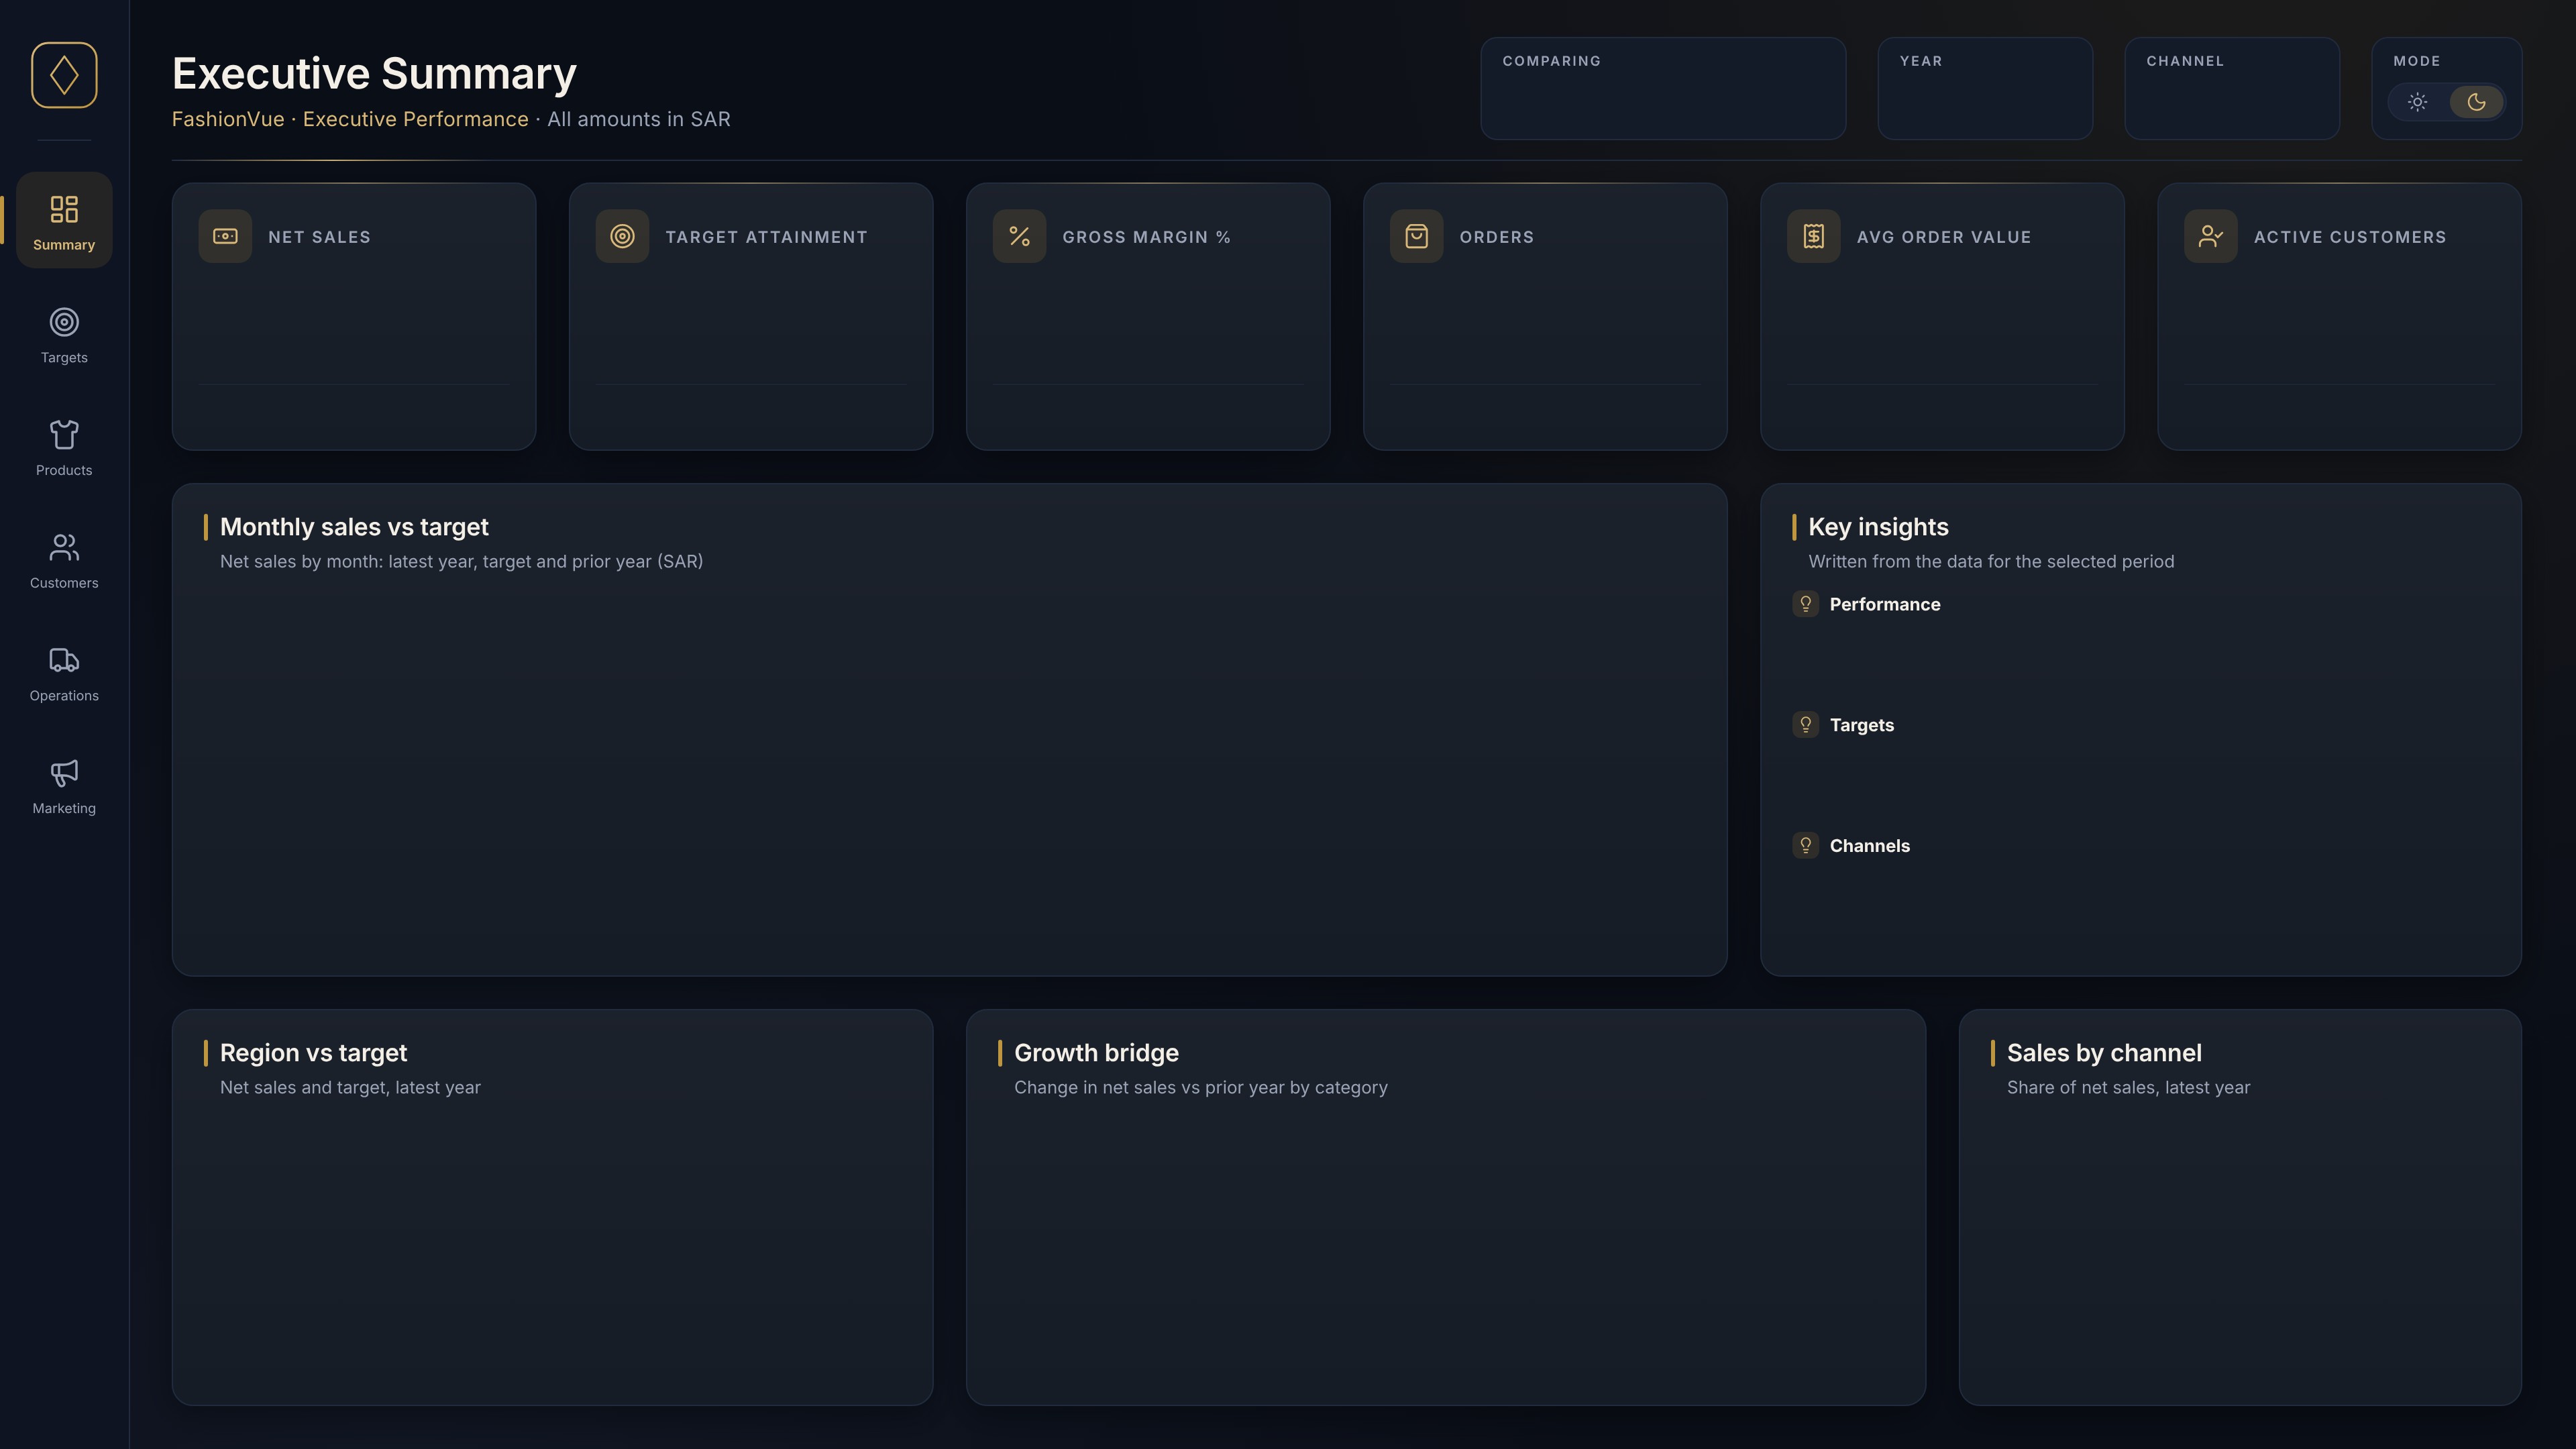 Executive Summary
FashionVue · Executive Performance · All amounts in SAR
COMPARING
YEAR
CHANNEL
MODE
Summary
Targets
Products
Customers
Operations
Marketing
NET SALES
TARGET ATTAINMENT
GROSS MARGIN %
ORDERS
AVG ORDER VALUE
ACTIVE CUSTOMERS
Monthly sales vs target
Net sales by month: latest year, target and prior year (SAR)
Key insights
Written from the data for the selected period
Performance
Targets
Channels
Region vs target
Net sales and target, latest year
Growth bridge
Change in net sales vs prior year by category
Sales by channel
Share of net sales, latest year